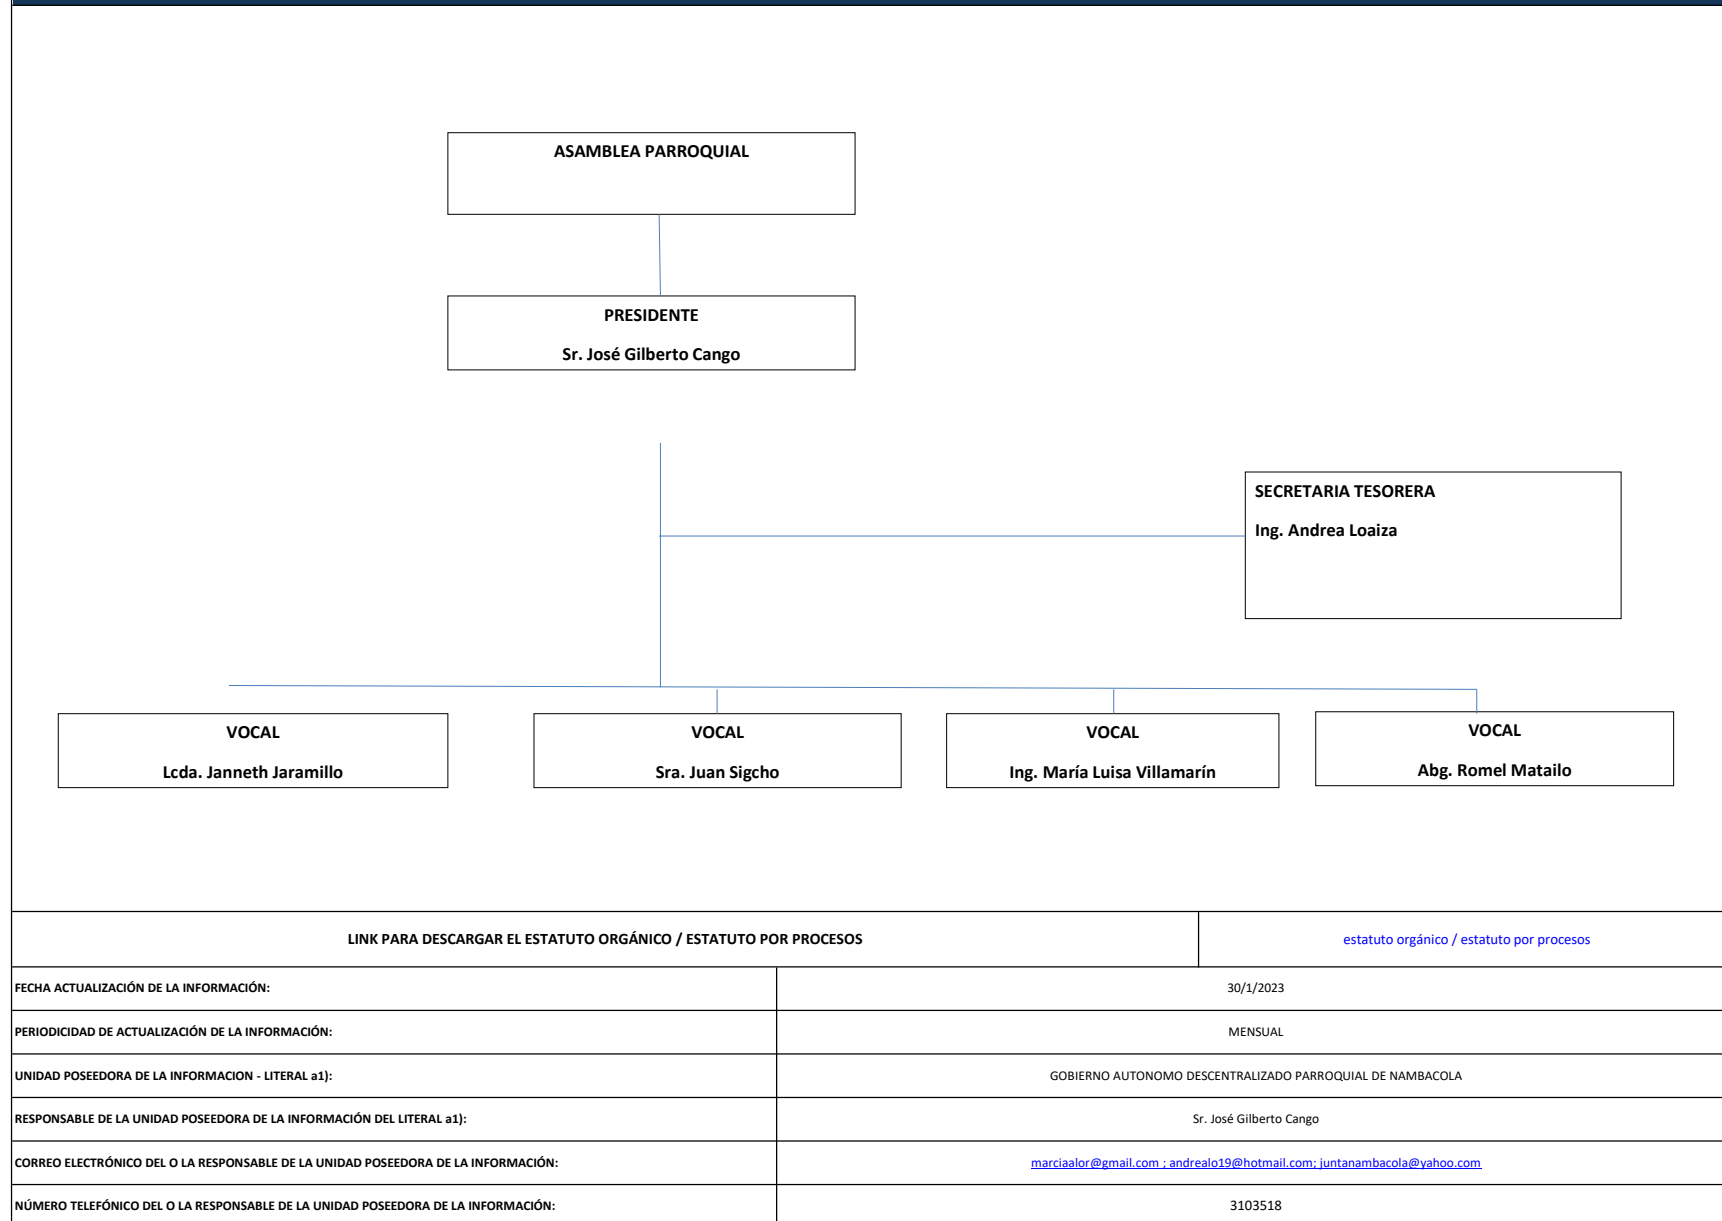 ASAMBLEA PARROQUIAL
PRESIDENTE
Sr. José Gilberto Cango
SECRETARIA TESORERA
Ing. Andrea Loaiza
VOCAL
Lcda. Janneth Jaramillo
VOCAL
Sra. Juan Sigcho
VOCAL
Ing. María Luisa Villamarín
VOCAL
Abg. Romel Matailo
LINK PARA DESCARGAR EL ESTATUTO ORGÁNICO / ESTATUTO POR PROCESOS
estatuto orgánico / estatuto por procesos
FECHA ACTUALIZACIÓN DE LA INFORMACIÓN:
30/1/2023
PERIODICIDAD DE ACTUALIZACIÓN DE LA INFORMACIÓN:
MENSUAL
UNIDAD POSEEDORA DE LA INFORMACION - LITERAL a1):
GOBIERNO AUTONOMO DESCENTRALIZADO PARROQUIAL DE NAMBACOLA
RESPONSABLE DE LA UNIDAD POSEEDORA DE LA INFORMACIÓN DEL LITERAL a1):
Sr. José Gilberto Cango
CORREO ELECTRÓNICO DEL O LA RESPONSABLE DE LA UNIDAD POSEEDORA DE LA INFORMACIÓN:
marciaalor@gmail.com ; andrealo19@hotmail.com; juntanambacola@yahoo.com
NÚMERO TELEFÓNICO DEL O LA RESPONSABLE DE LA UNIDAD POSEEDORA DE LA INFORMACIÓN:
3103518